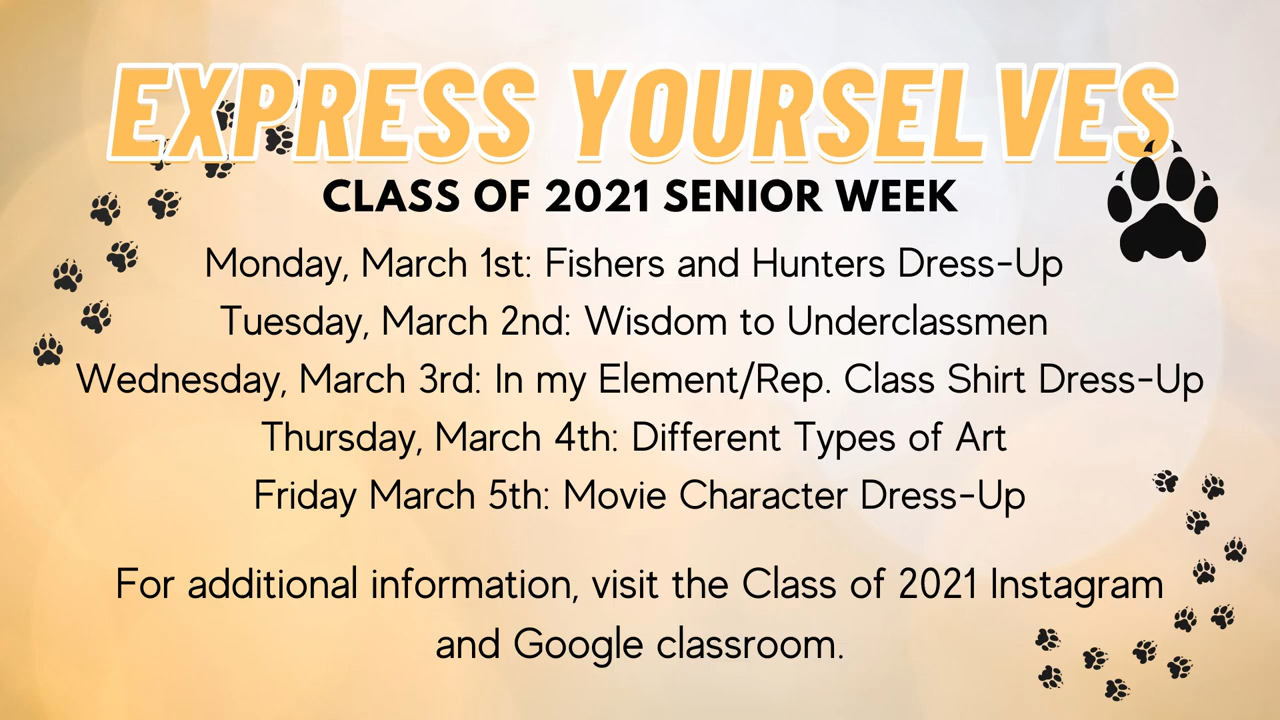 EXPRESS YOURSELVES
CLASS OF 2021 SENIOR WEEK
Monday, March 1st: Fishers and Hunters Dress-Up
Tuesday, March 2nd: Wisdom to Underclassmen
Wednesday, March 3rd: In my Element/Rep. Class Shirt Dress-Up
Thursday, March 4th: Different Types of Art
Friday March 5th: Movie Character Dress-Up
For additional information, visit the Class of 2021 Instagram
and Google classroom.